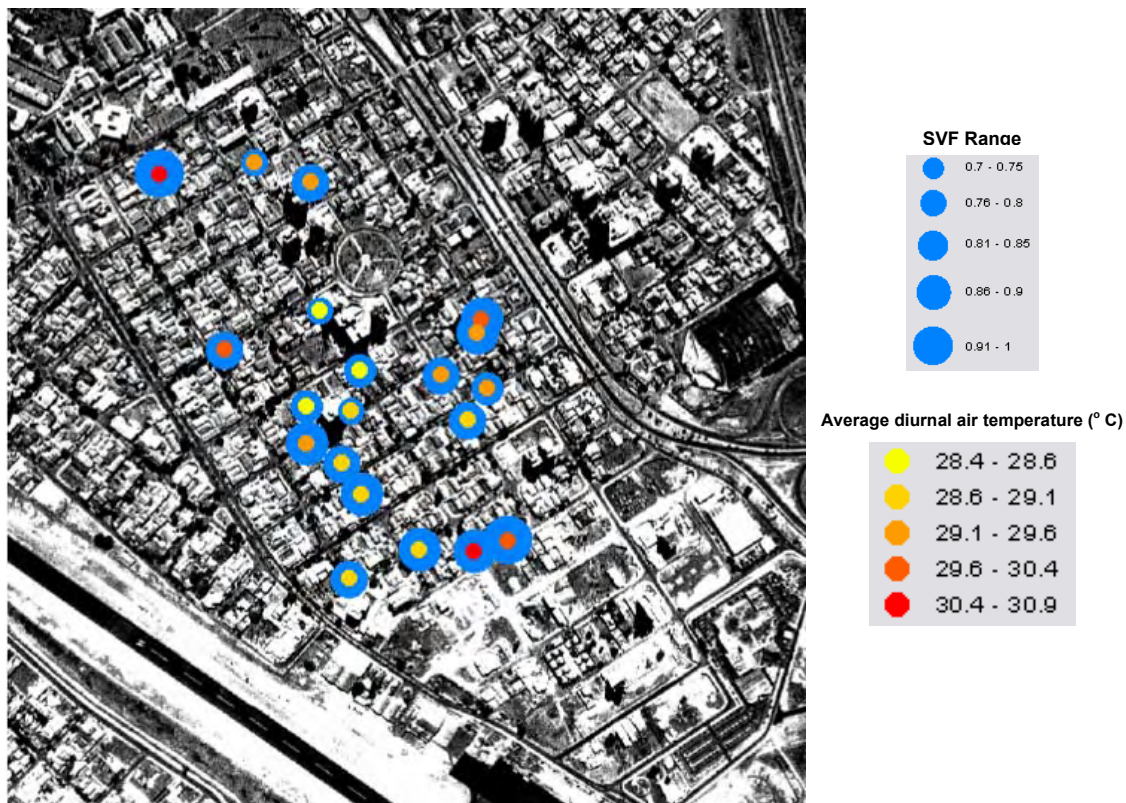 SVF Range
0.7 - 0.75
0.76 - 0.8
0.81 - 0.85
0.86 - 0.9
0.91 - 1
Average diurnal air temperature (° C)
28.4 - 28.6
28.6 - 29.1
29.1 - 29.6
29.6 - 30.4
30.4 - 30.9